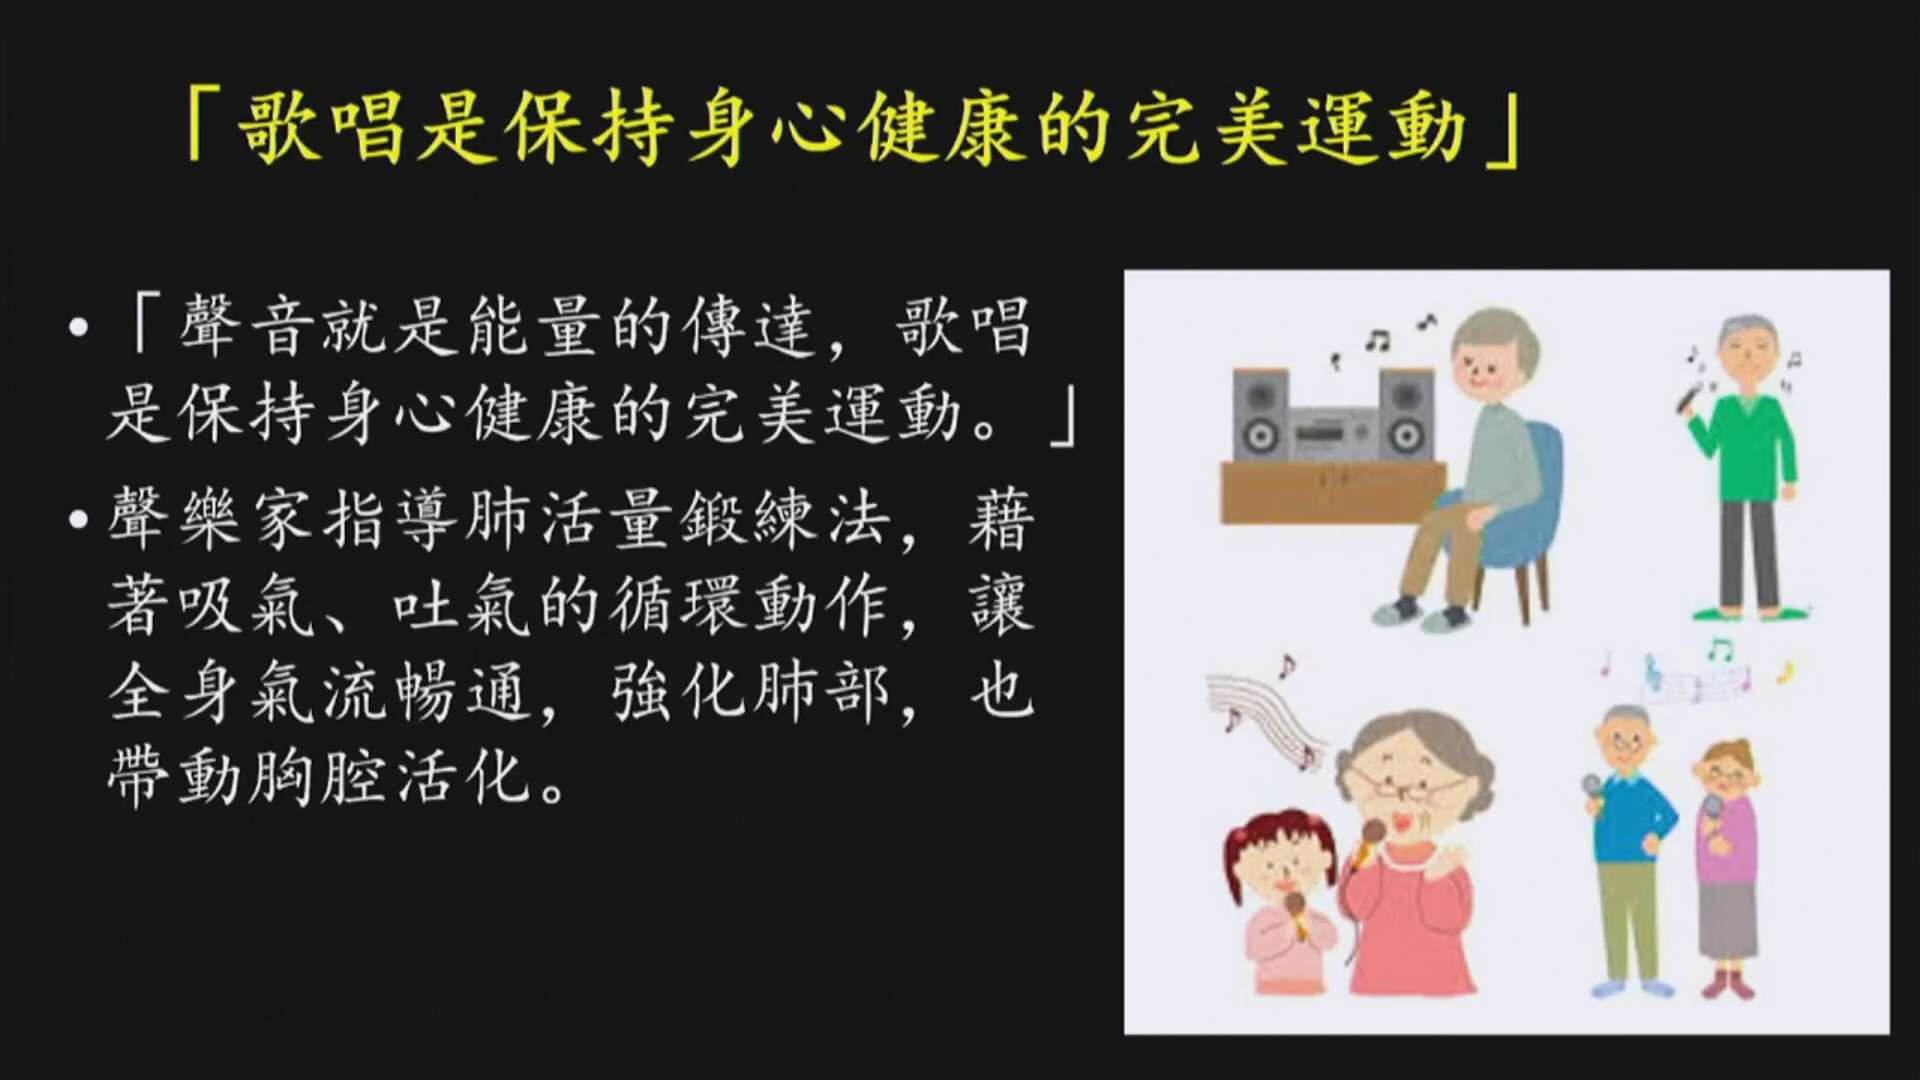 「歌唱是保持身心健康的完美運動」
•「聲音就是能量的傳達，歌唱
是保持身心健康的完美運動。」
•聲樂家指導肺活量鍛練法，藉
著吸氣、吐氣的循環動作，讓
全身氣流暢通，強化肺部，也
帶動胸腔活化。